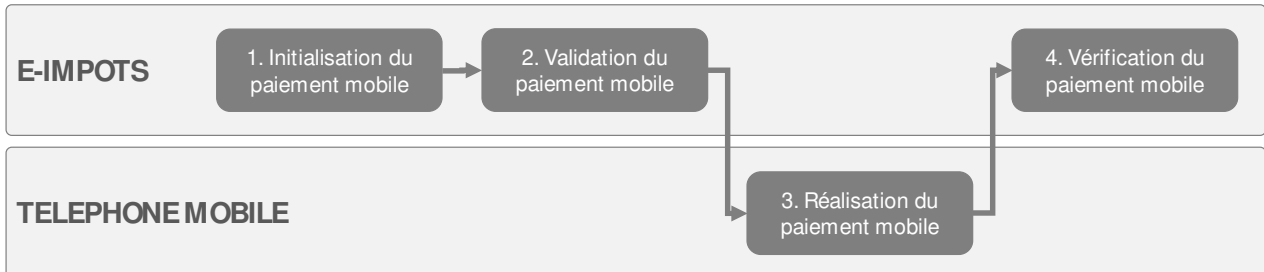 E-IMPOTS
1. Initialisation du
paiement mobile
2. Validation du
paiement mobile
4. Vérification du
paiement mobile
TELEPHONE MOBILE
3. Réalisation du
paiement mobile